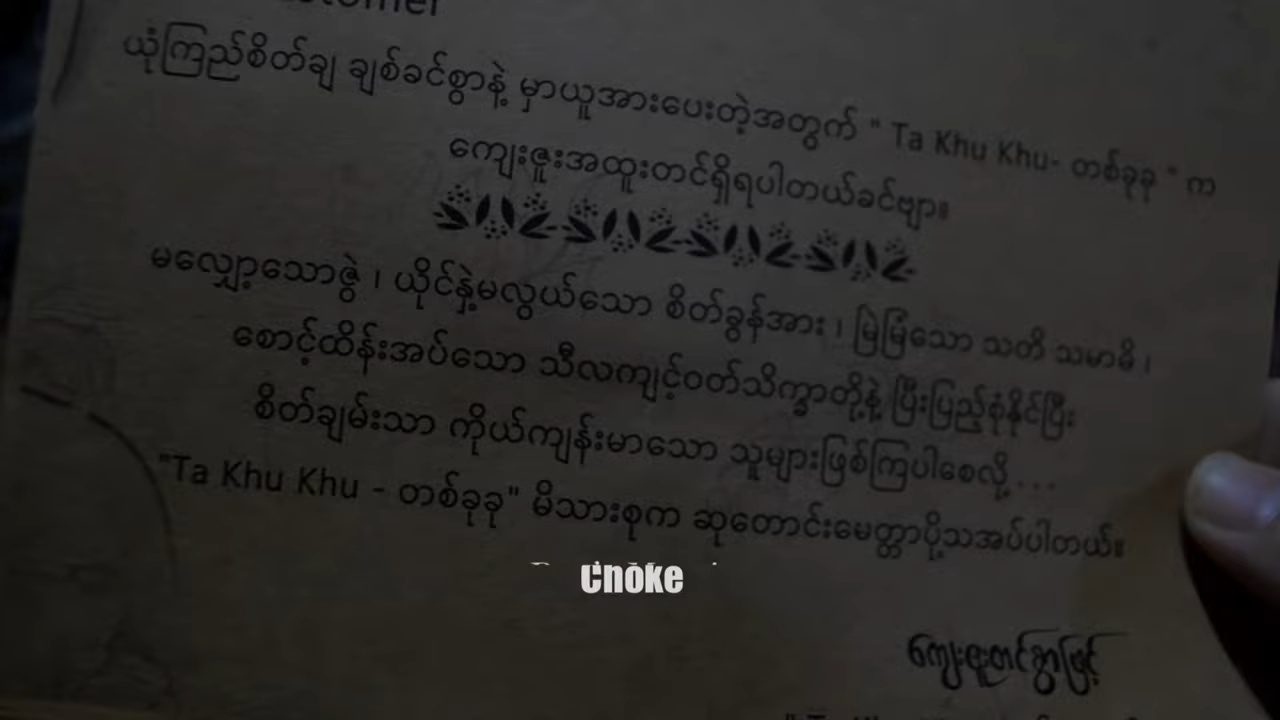 ယုံကြည်စိတ်ချ ချစ်ခင်စွာနဲ့ မှာယူအားပေးတဲ့အတွက် " Ta Khu Khu- တစ်ခုခု " က
ကျေးဇူးအထူးတင်ရှိရပါတယ်ခင်ဗျား။
မလျှော့သောဇွဲ ၊ ယိုင်နှဲ့မလွယ်သော စိတ်ခွန်အား ၊ မြဲမြံသော သတိ သမာဓိ ၊
စောင့်ထိန်းအပ်သော သီလကျင့်ဝတ်သိက္ခာတို့နဲ့ ပြီးပြည့်စုံနိုင်ပြီး
စိတ်ချမ်းသာ ကိုယ်ကျန်းမာသော သူများဖြစ်ကြပါစေလို့ ...
"Ta Khu Khu - တစ်ခုခု" မိသားစုက ဆုတောင်းမေတ္တာပို့သအပ်ပါတယ်။
ကျေးဇူးတင်စွာဖြင့်